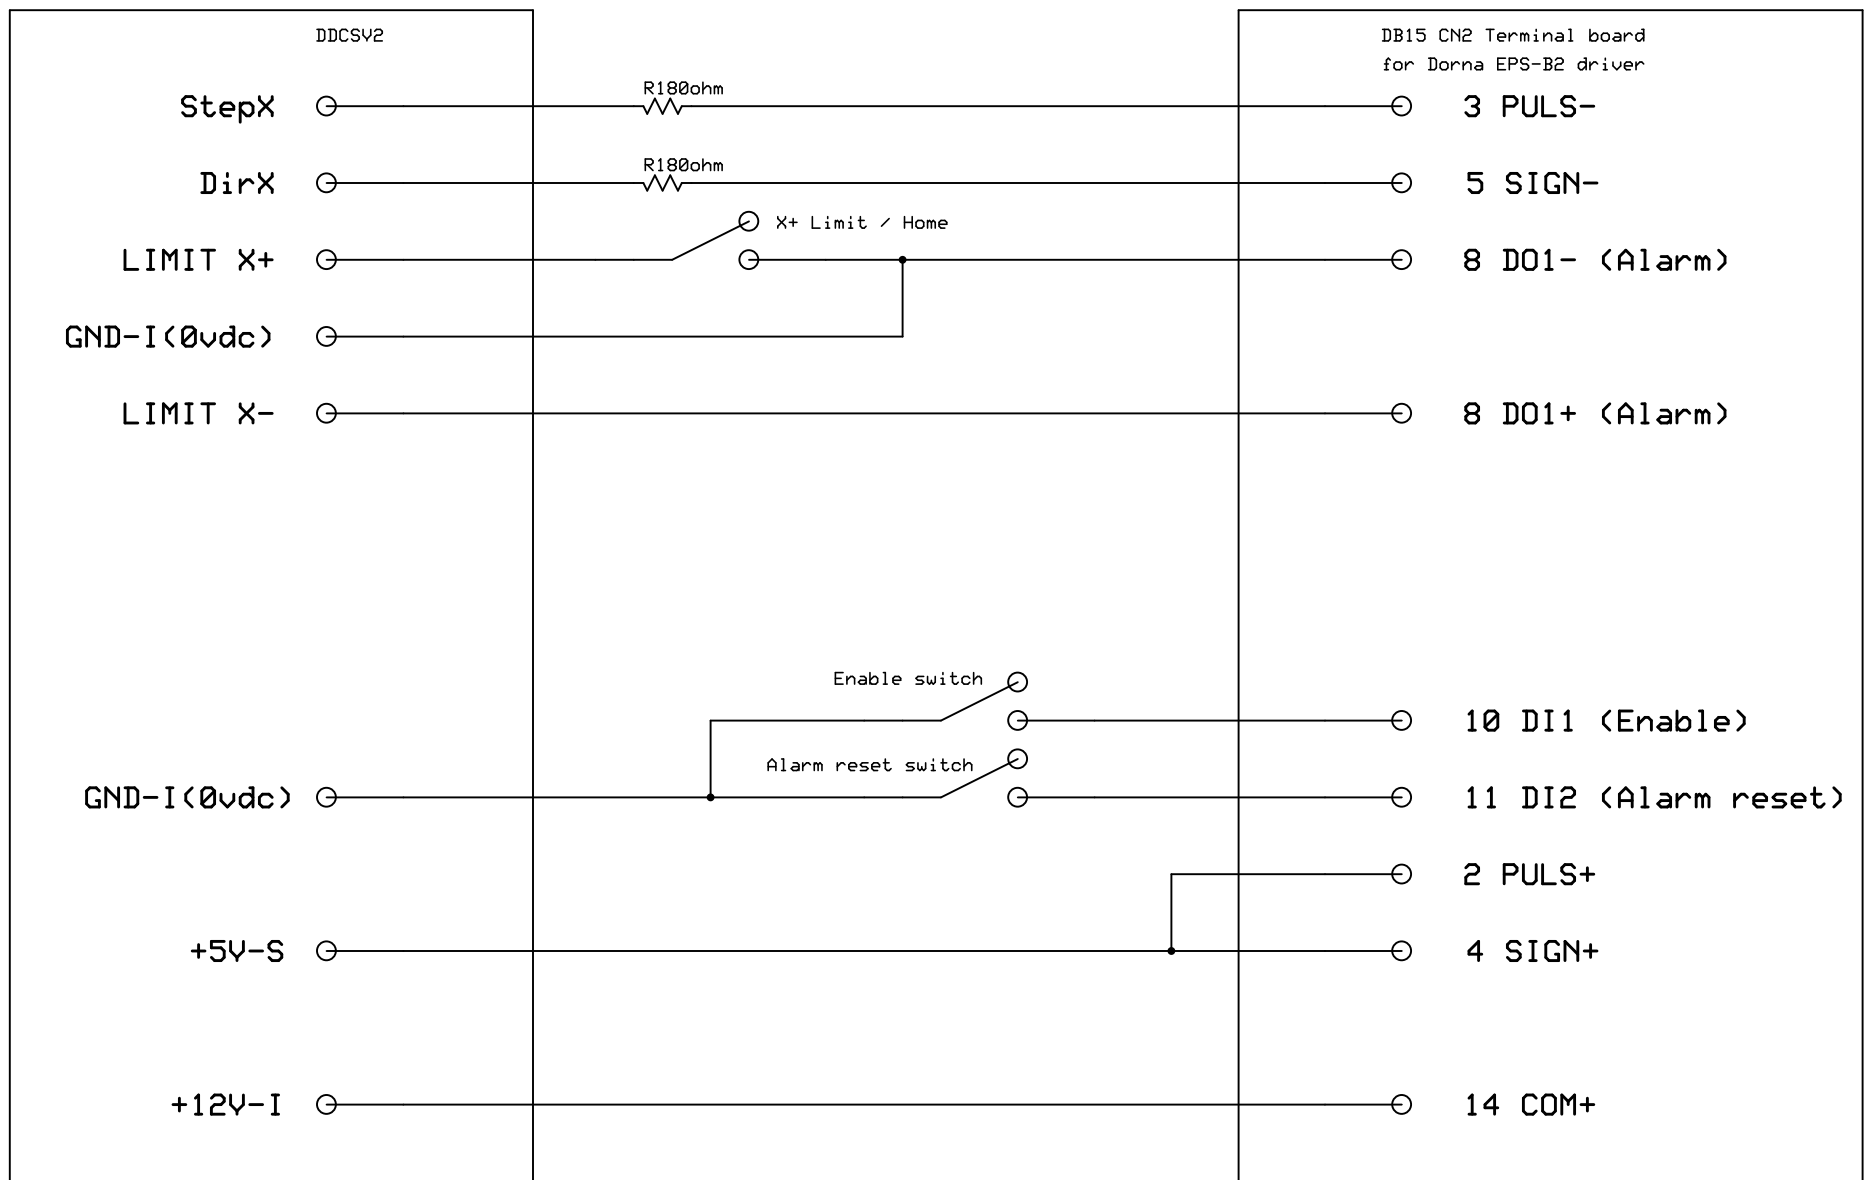 DDCSV2
DB15 CN2 Terminal board
for Dorna EPS-B2 driver
StepX
R180ohm
3 PULS-
DirX
R180ohm
5 SIGN-
X+ Limit / Home
LIMIT X+
8 DO1- (Alarm)
GND-I(0vdc)
LIMIT X-
8 DO1+ (Alarm)
Enable switch
10 DI1 (Enable)
Alarm reset switch
GND-I(0vdc)
11 DI2 (Alarm reset)
2 PULS+
+5V-S
4 SIGN+
+12V-I
14 COM+